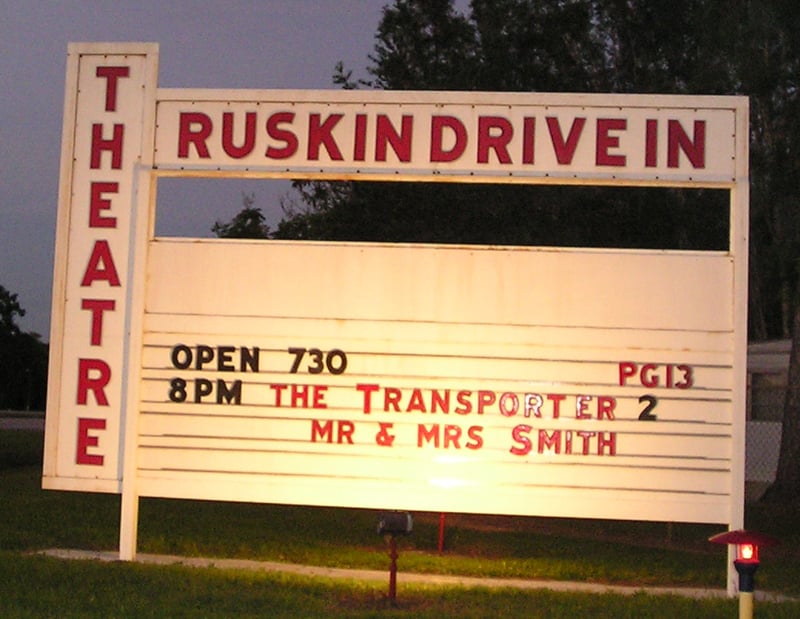 THEATRE
RUSKIN DRIVE IN
OPEN 730 PG13
8PM THE TRANSPORTER 2
MR & MRS SMITH